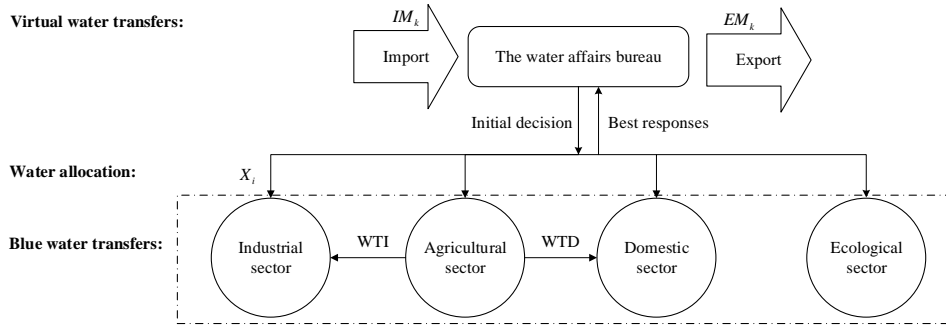 Virtual water transfers:
IM_k
EM_k
Import
The water affairs bureau
Export
Initial decision
Best responses
Water allocation:
X_i
Blue water transfers:
Industrial
sector
WTI
Agricultural
sector
WTD
Domestic
sector
Ecological
sector